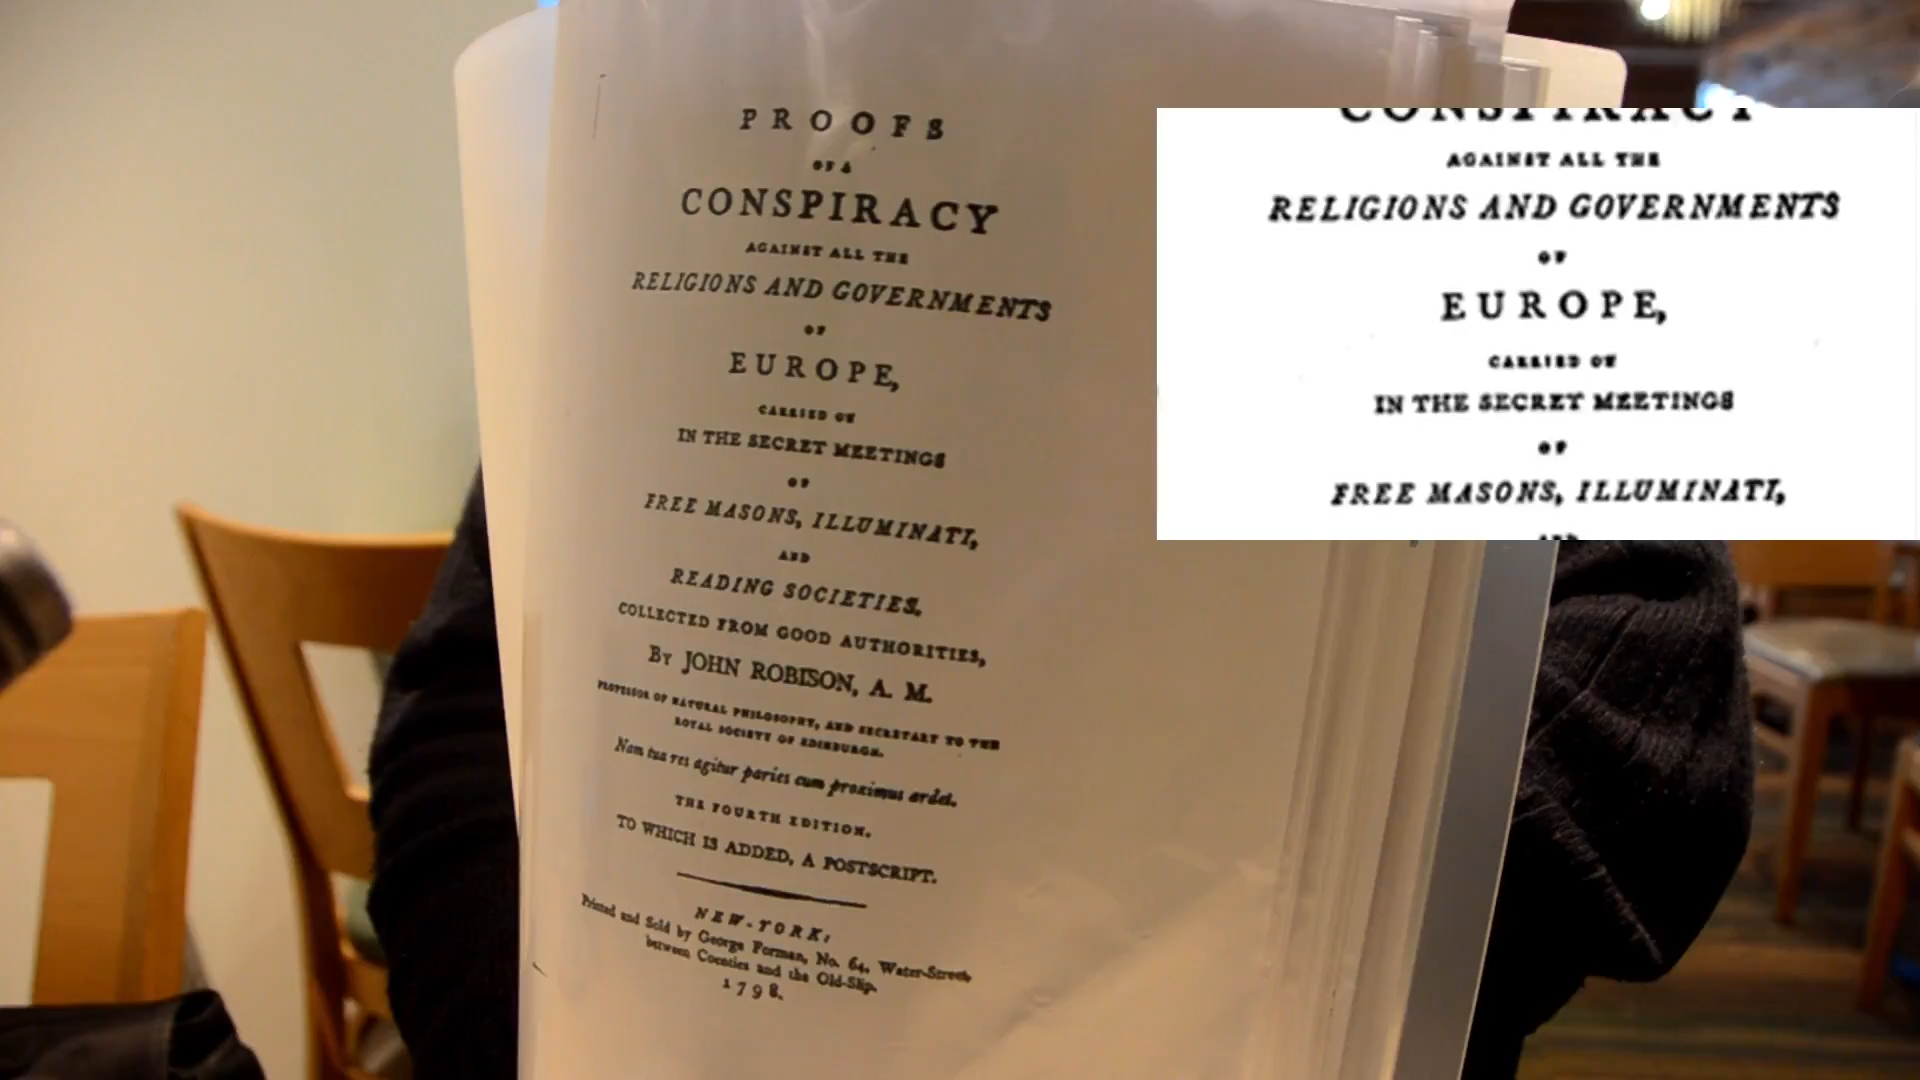 PROOFS
OF A
CONSPIRACY
AGAINST ALL THE
RELIGIONS AND GOVERNMENTS
OF
EUROPE,
CARRIED ON
IN THE SECRET MEETINGS
OF
FREE MASONS, ILLUMINATI,
AND
READING SOCIETIES.
COLLECTED FROM GOOD AUTHORITIES,
By JOHN ROBISON, A. M.
PROFESSOR OF NATURAL PHILOSOPHY, AND SECRETARY TO THE
ROYAL SOCIETY OF EDINBURGH.
Nam tua res agitur paries cum proximus ardet.
THE FOURTH EDITION.
TO WHICH IS ADDED, A POSTSCRIPT.
NEW-YORK:
Printed and Sold by George Forman, No. 64, Water-Street,
between Coenties and the Old-Slip.
1798.
CONSPIRACY
AGAINST ALL THE
RELIGIONS AND GOVERNMENTS
OF
EUROPE,
CARRIED ON
IN THE SECRET MEETINGS
OF
FREE MASONS, ILLUMINATI,
AND